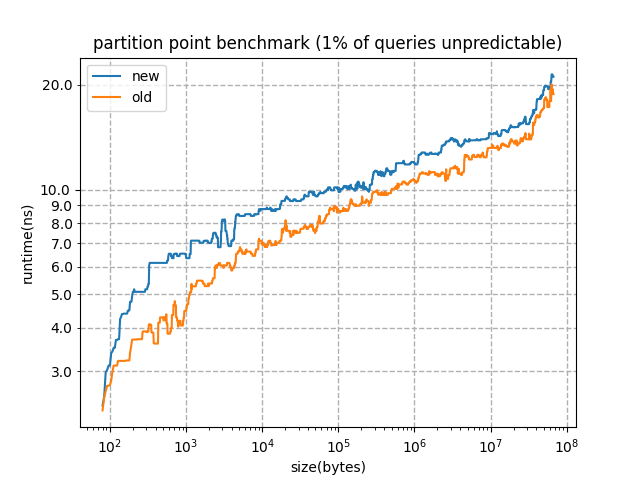 partition point benchmark (1% of queries unpredictable)
new
old
20.0
10.0
9.0
8.0
7.0
6.0
5.0
4.0
3.0
runtime(ns)
10² 10³ 10⁴ 10⁵ 10⁶ 10⁷ 10⁸
size(bytes)